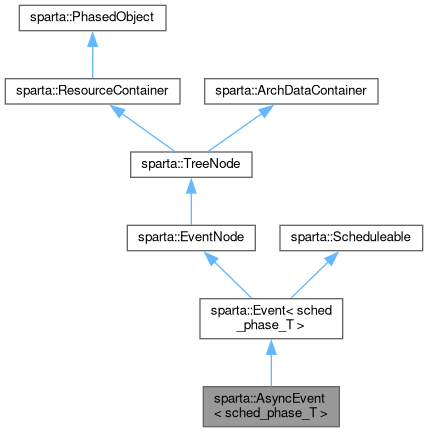 sparta::PhasedObject
sparta::ResourceContainer
sparta::ArchDataContainer
sparta::TreeNode
sparta::EventNode
sparta::Scheduleable
sparta::Event< sched
_phase_T >
sparta::AsyncEvent
< sched_phase_T >